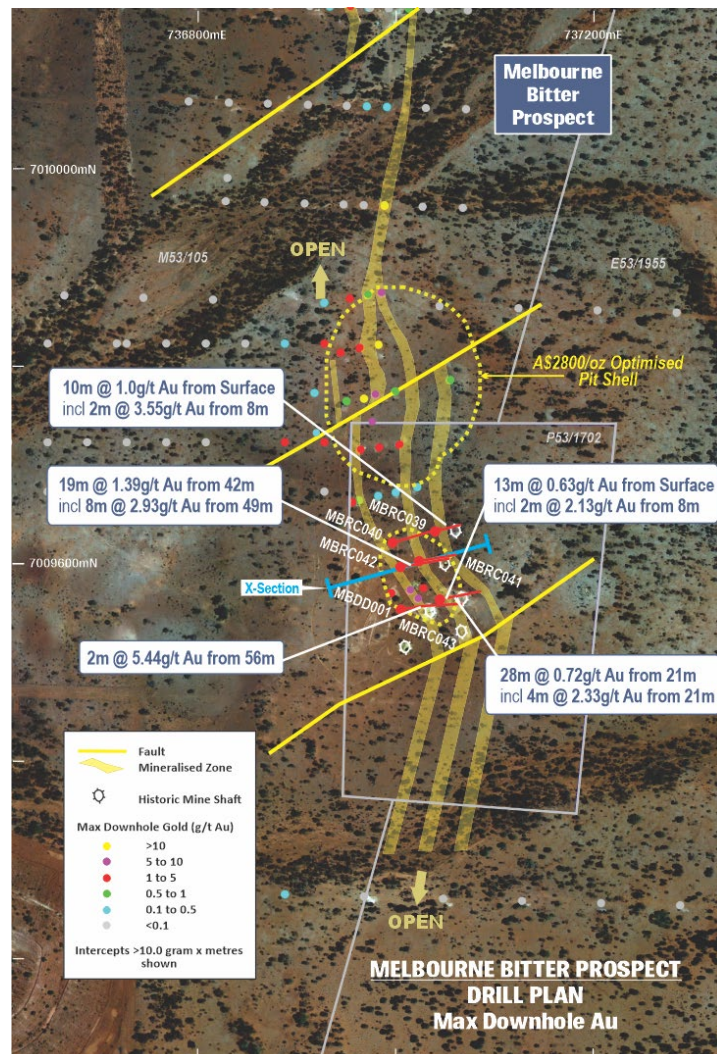 736800mE
737200mE
Melbourne
Bitter
Prospect
7010000mN
OPEN
M53/105
E53/1955
A$2800/oz Optimised
Pit Shell
10m @ 1.0g/t Au from Surface
incl 2m @ 3.55g/t Au from 8m
P53/1702
19m @ 1.39g/t Au from 42m
incl 8m @ 2.93g/t Au from 49m
13m @ 0.63g/t Au from Surface
incl 2m @ 2.13g/t Au from 8m
MBRC039
MBRC040
7009600mN
MBRC042
MBRC041
X-Section
MBDD001
MBRC043
2m @ 5.44g/t Au from 56m
28m @ 0.72g/t Au from 21m
incl 4m @ 2.33g/t Au from 21m
Fault
Mineralised Zone
Historic Mine Shaft
Max Downhole Gold (g/t Au)
>10
5 to 10
1 to 5
0.5 to 1
0.1 to 0.5
<0.1
Intercepts >10.0 gram x metres
shown
OPEN
MELBOURNE BITTER PROSPECT
DRILL PLAN
Max Downhole Au